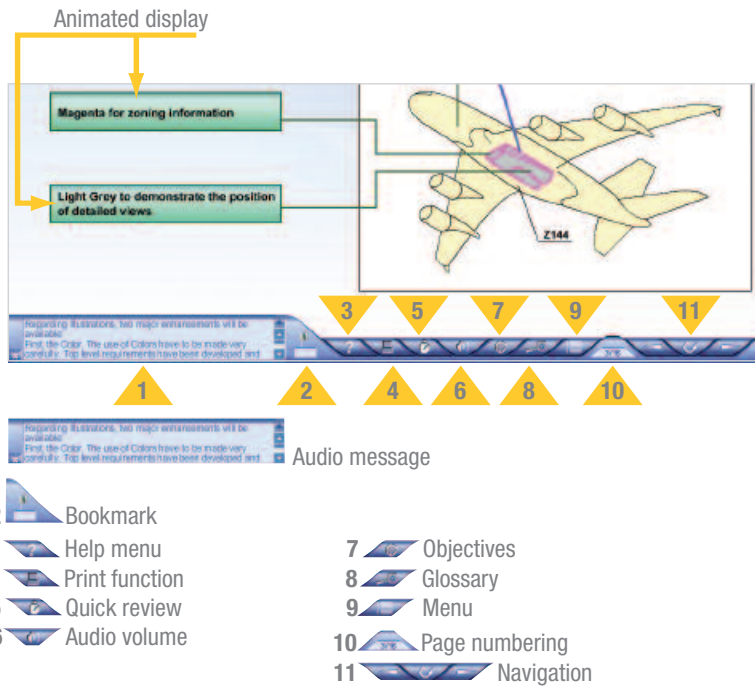 Animated display
Magenta for zoning information
Light Grey to demonstrate the position
of detailed views
Z144
3 5 7 9 11
Regarding Illustrations, two major enhancements will be
available:
First, the Color. The use of Colors have to be made very
carefully. Top level requirements have been developed and
3/16
1 2 4 6 8 10
Regarding Illustrations, two major enhancements will be
available:
First, the Color. The use of Colors have to be made very
carefully. Top level requirements have been developed and
Audio message
Bookmark
? Help menu
Print function
Quick review
6 Audio volume
7 Objectives
8 Glossary
9 Menu
10 3/16 Page numbering
11 Navigation